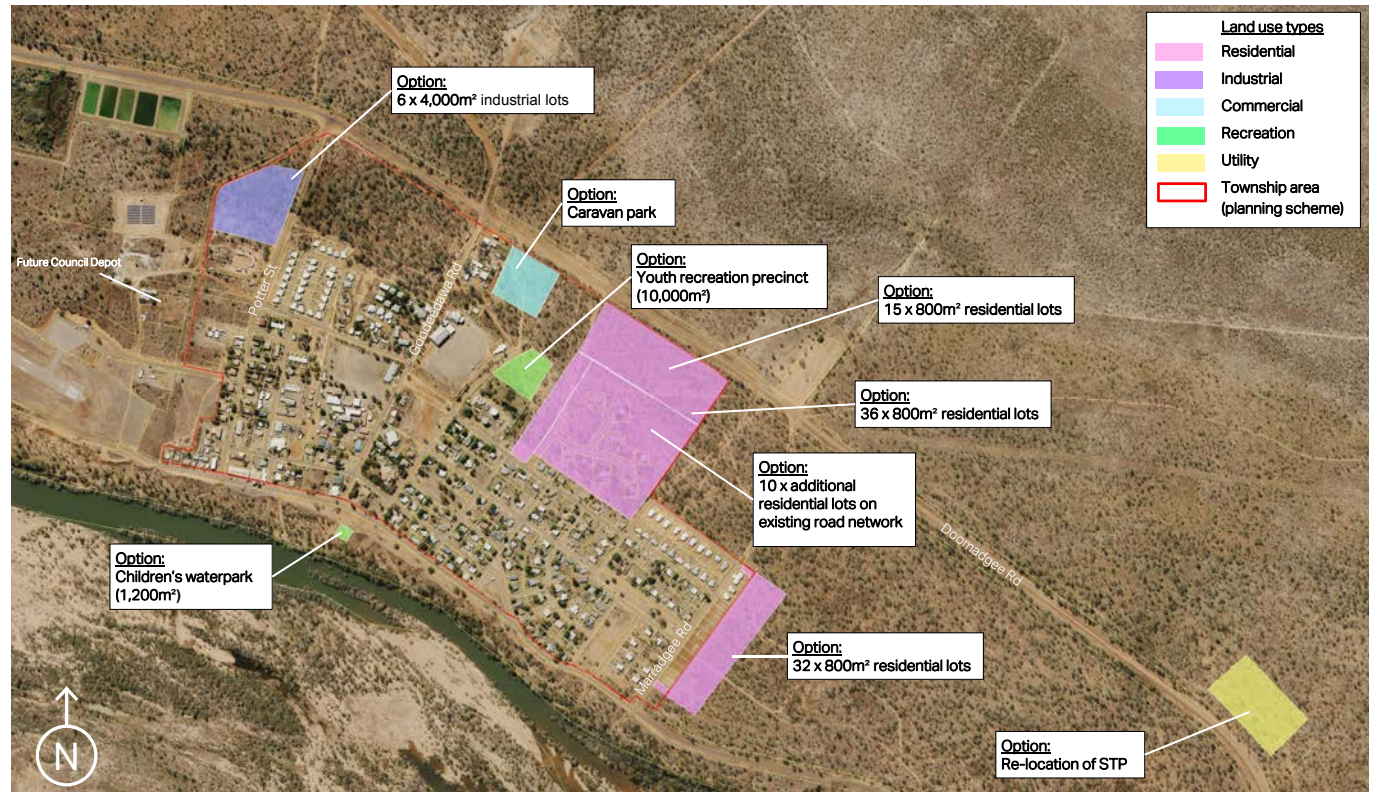 Land use types
Residential
Industrial
Commercial
Recreation
Utility
Township area
(planning scheme)
Option:
6 x 4,000m² industrial lots
Option:
Caravan park
Option:
Youth recreation precinct
(10,000m²)
Option:
15 x 800m² residential lots
Option:
36 x 800m² residential lots
Option:
10 x additional
residential lots on
existing road network
Option:
32 x 800m² residential lots
Option:
Re-location of STP
Option:
Children's waterpark
(1,200m²)
Future Council Depot
Potter St
Goodeedawa Rd
Doomadgee Rd
Marradgee Rd
N